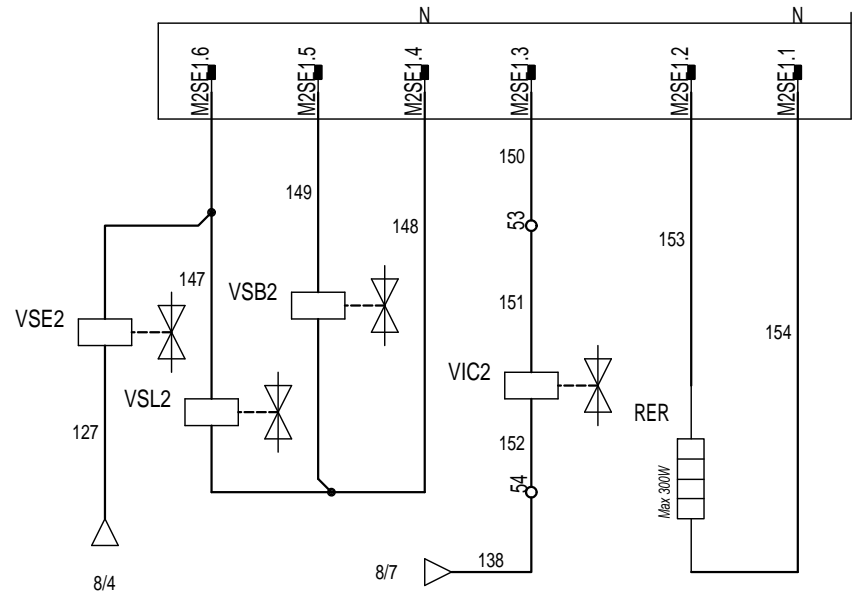 N
N
M2SE1.6
M2SE1.5
M2SE1.4
M2SE1.3
M2SE1.2
M2SE1.1
150
149
148
53
153
147
151
VSE2
VSB2
154
VSL2
VIC2
RER
127
152
54
Max 300W
138
8/4
8/7